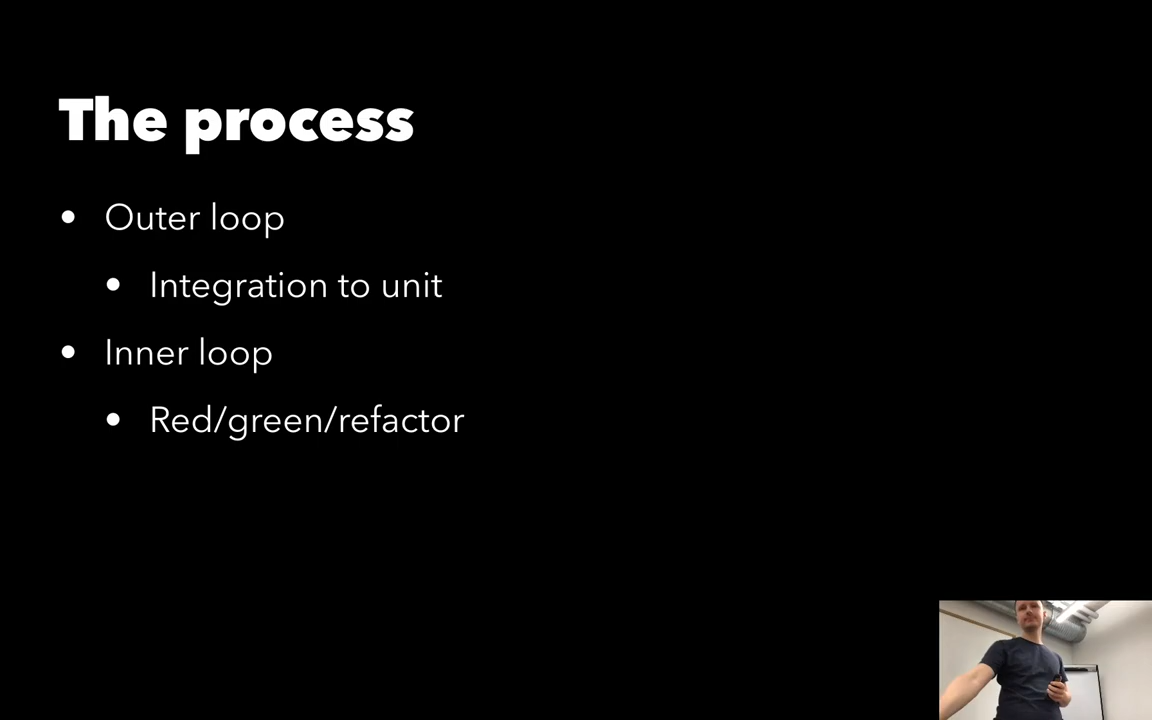 The process
• Outer loop
• Integration to unit
• Inner loop
• Red/green/refactor